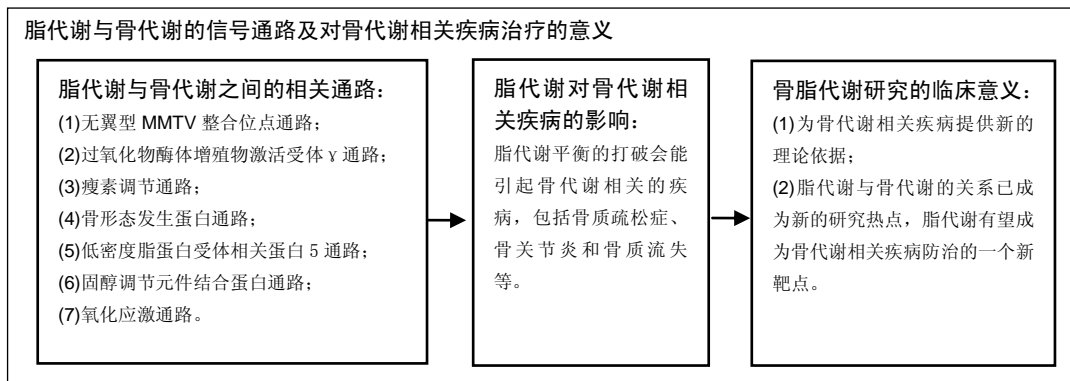 脂代谢与骨代谢的信号通路及对骨代谢相关疾病治疗的意义
脂代谢与骨代谢之间的相关通路：
(1)无翼型 MMTV 整合位点通路；
(2)过氧化物酶体增殖物激活受体γ通路；
(3)瘦素调节通路；
(4)骨形态发生蛋白通路；
(5)低密度脂蛋白受体相关蛋白 5 通路；
(6)固醇调节元件结合蛋白通路；
(7)氧化应激通路。
脂代谢对骨代谢相
关疾病的影响：
脂代谢平衡的打破会能
引起骨代谢相关的疾
病，包括骨质疏松症、
骨关节炎和骨质流失
等。
骨脂代谢研究的临床意义：
(1)为骨代谢相关疾病提供新的
理论依据；
(2)脂代谢与骨代谢的关系已成
为新的研究热点，脂代谢有望成
为骨代谢相关疾病防治的一个新
靶点。